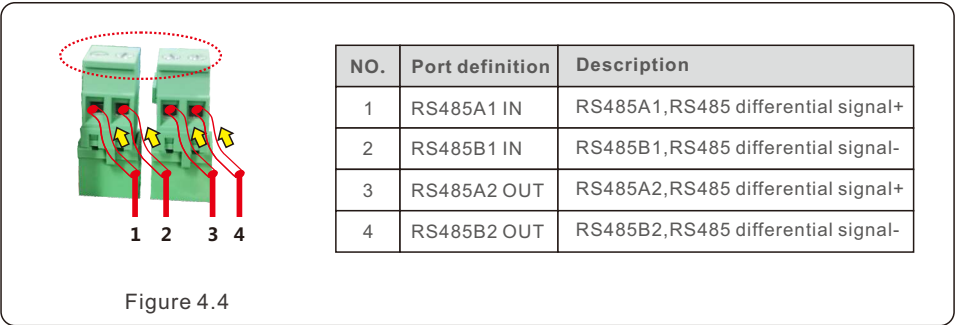 NO. Port definition Description
1 RS485A1 IN RS485A1,RS485 differential signal+
2 RS485B1 IN RS485B1,RS485 differential signal-
3 RS485A2 OUT RS485A2,RS485 differential signal+
4 RS485B2 OUT RS485B2,RS485 differential signal-
1 2 3 4
Figure 4.4